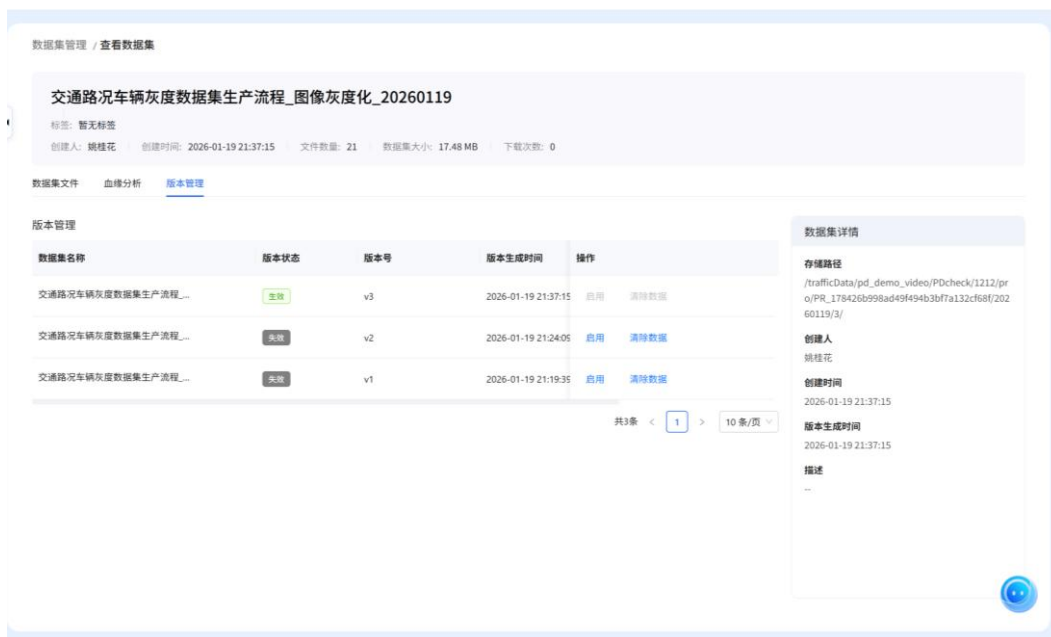 数据集管理 / 查看数据集
交通路况车辆灰度数据集生产流程_图像灰度化_20260119
标签: 暂无标签
创建人: 姚桂花 创建时间: 2026-01-19 21:37:15 文件数量: 21 数据集大小: 17.48 MB 下载次数: 0
数据集文件 血缘分析 版本管理
版本管理
数据集名称 版本状态 版本号 版本生成时间 操作
交通路况车辆灰度数据集生产流程_... 生效 v3 2026-01-19 21:37:15 启用 清除数据
交通路况车辆灰度数据集生产流程_... 失效 v2 2026-01-19 21:24:09 启用 清除数据
交通路况车辆灰度数据集生产流程_... 失效 v1 2026-01-19 21:19:39 启用 清除数据
共3条 < 1 > 10 条/页
数据集详情
存储路径
/trafficData/pd_demo_video/PDcheck/1212/pr
o/PR_178426b998ad49f494b3bf7a132cf68f/202
60119/3/
创建人
姚桂花
创建时间
2026-01-19 21:37:15
版本生成时间
2026-01-19 21:37:15
描述
--